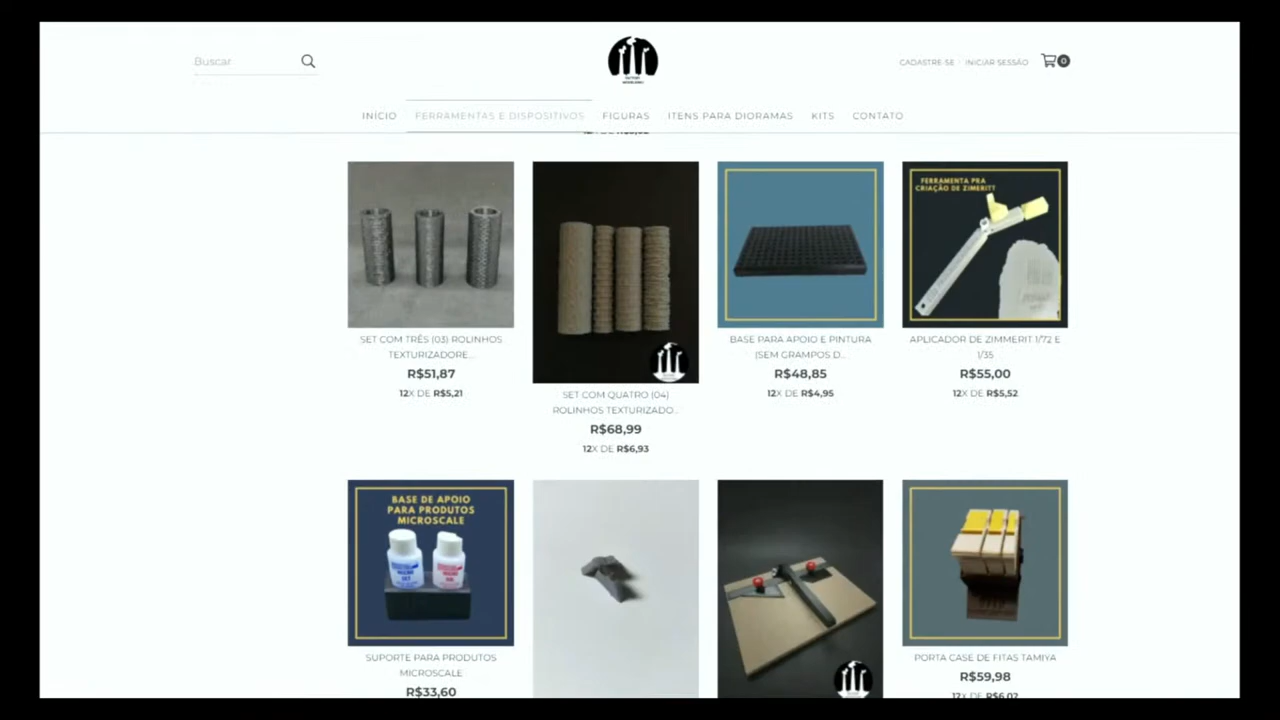 Buscar
CADASTRE-SE
INICIAR SESSÃO
0
INÍCIO
FERRAMENTAS E DISPOSITIVOS
FIGURAS
ITENS PARA DIORAMAS
KITS
CONTATO
FERRAMENTA PRA
CRIAÇÃO DE ZIMERITT
SET COM TRÊS (03) ROLINHOS
TEXTURIZADORE...
R$51,87
12X DE R$5,21
SET COM QUATRO (04)
ROLINHOS TEXTURIZADO...
R$68,99
12X DE R$6,93
BASE PARA APOIO E PINTURA
(SEM GRAMPOS D...
R$48,85
12X DE R$4,95
APLICADOR DE ZIMMERIT 1/72 E
1/35
R$55,00
12X DE R$5,52
BASE DE APOIO
PARA PRODUTOS
MICROSCALE
MICRO
SET
MICRO
SUPORTE PARA PRODUTOS
MICROSCALE
R$33,60
PORTA CASE DE FITAS TAMIYA
R$59,98
12X DE R$6,02